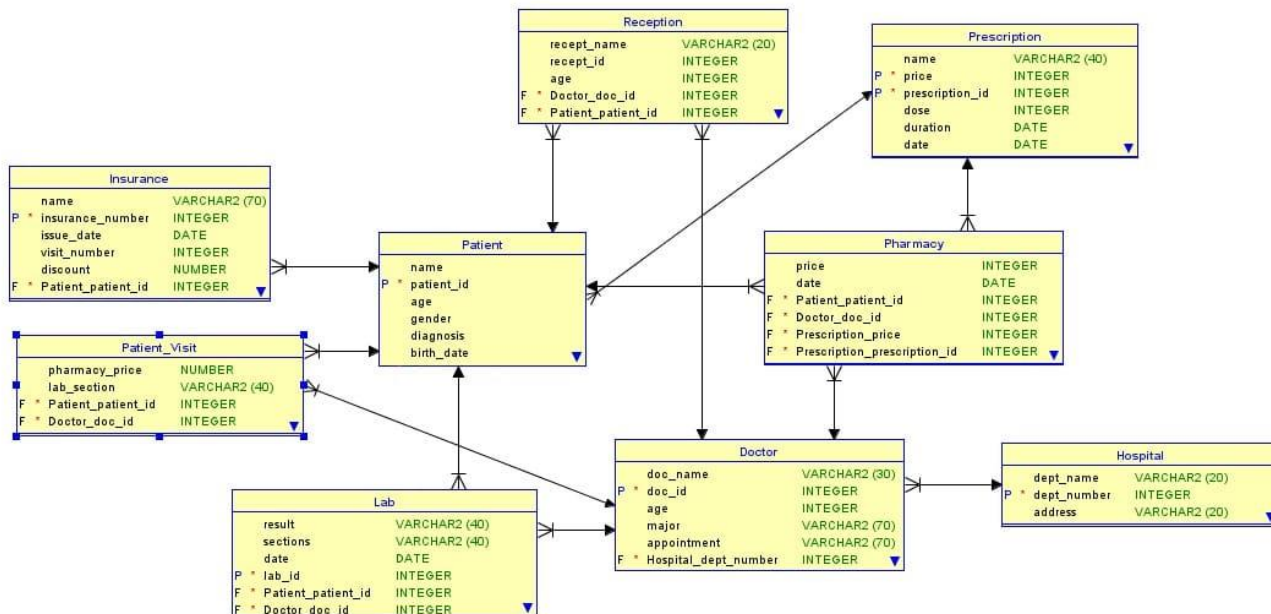 Reception
recept_name VARCHAR2 (20)
recept_id INTEGER
age INTEGER
F * Doctor_doc_id INTEGER
F * Patient_patient_id INTEGER
Prescription
name VARCHAR2 (40)
P * price INTEGER
P * prescription_id INTEGER
dose INTEGER
duration DATE
date DATE
Insurance
name VARCHAR2 (70)
P * insurance_number INTEGER
issue_date DATE
visit_number INTEGER
discount NUMBER
F * Patient_patient_id INTEGER
Patient
name
P * patient_id
age
gender
diagnosis
birth_date
Pharmacy
price INTEGER
date DATE
F * Patient_patient_id INTEGER
F * Doctor_doc_id INTEGER
F * Prescription_price INTEGER
F * Prescription_prescription_id INTEGER
Patient_Visit
pharmacy_price NUMBER
lab_section VARCHAR2 (40)
F * Patient_patient_id INTEGER
F * Doctor_doc_id INTEGER
Doctor
doc_name VARCHAR2 (30)
P * doc_id INTEGER
age INTEGER
major VARCHAR2 (70)
appointment VARCHAR2 (70)
F * Hospital_dept_number INTEGER
Hospital
dept_name VARCHAR2 (20)
P * dept_number INTEGER
address VARCHAR2 (20)
Lab
result VARCHAR2 (40)
sections VARCHAR2 (40)
date DATE
P * lab_id INTEGER
F * Patient_patient_id INTEGER
F * Doctor_doc_id INTEGER